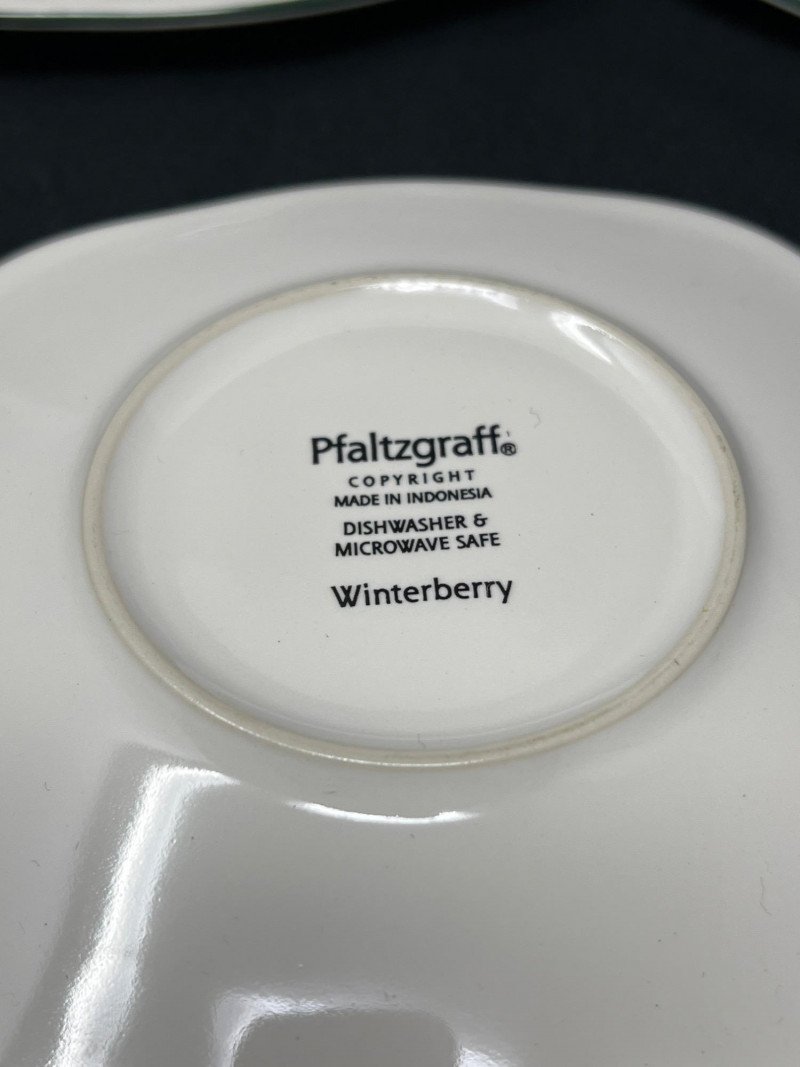 Pfaltzgraff®
COPYRIGHT
MADE IN INDONESIA
DISHWASHER &
MICROWAVE SAFE
Winterberry